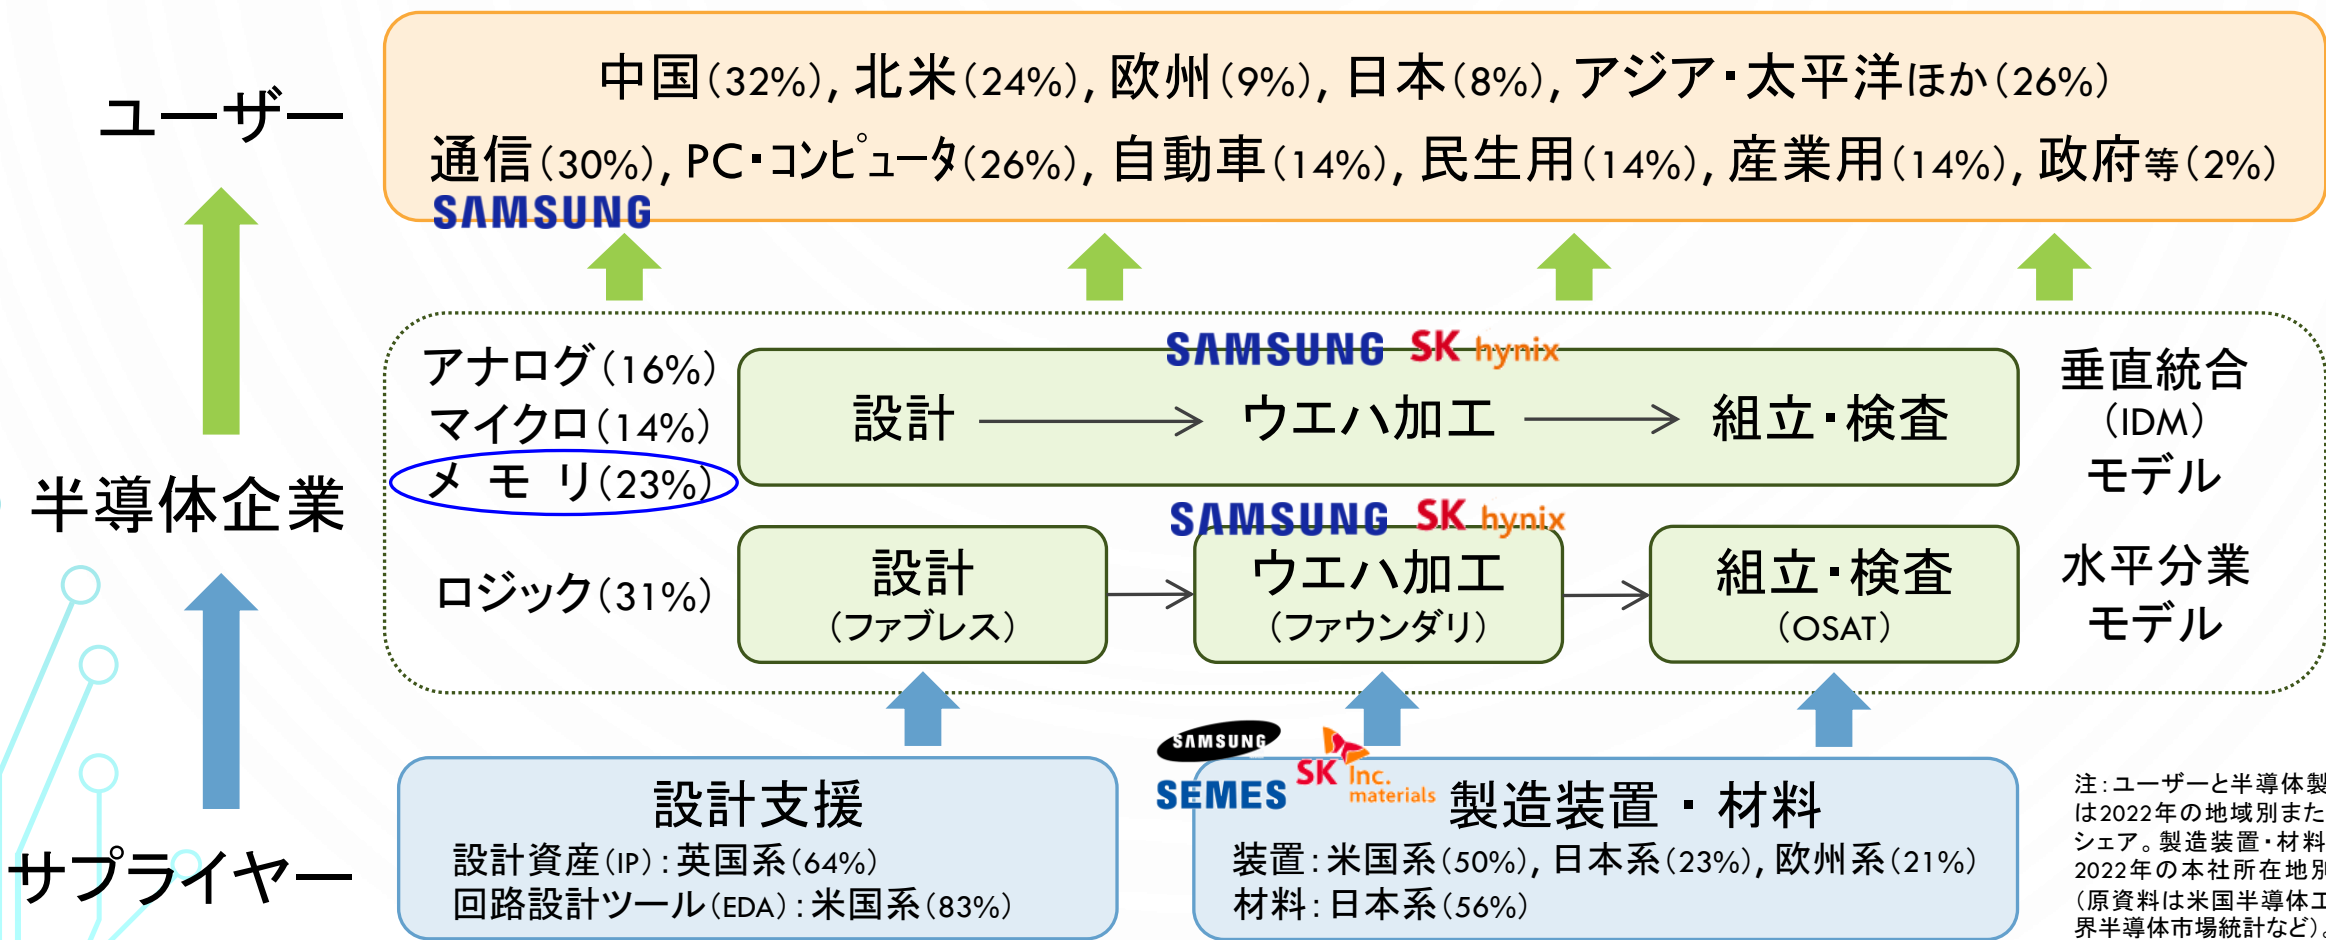 ユーザー
中国(32%), 北米(24%), 欧州(9%), 日本(8%), アジア・太平洋ほか(26%)
通信(30%), PC・コンピュータ(26%), 自動車(14%), 民生用(14%), 産業用(14%), 政府等(2%)
SAMSUNG
半導体企業
アナログ(16%)
マイクロ(14%)
メモリ(23%)
SAMSUNG SK hynix
設計
ウエハ加工
組立・検査
垂直統合
(IDM)
モデル
ロジック(31%)
SAMSUNG SK hynix
設計
(ファブレス)
ウエハ加工
(ファウンダリ)
組立・検査
(OSAT)
水平分業
モデル
サプライヤー
設計支援
設計資産(IP):英国系(64%)
回路設計ツール(EDA):米国系(83%)
SAMSUNG
SEMES
SK Inc.
materials
製造装置・材料
装置:米国系(50%), 日本系(23%), 欧州系(21%)
材料:日本系(56%)
注:ユーザーと半導体製
は2022年の地域別また
シェア。製造装置・材料
2022年の本社所在地別
(原資料は米国半導体工
界半導体市場統計など)。